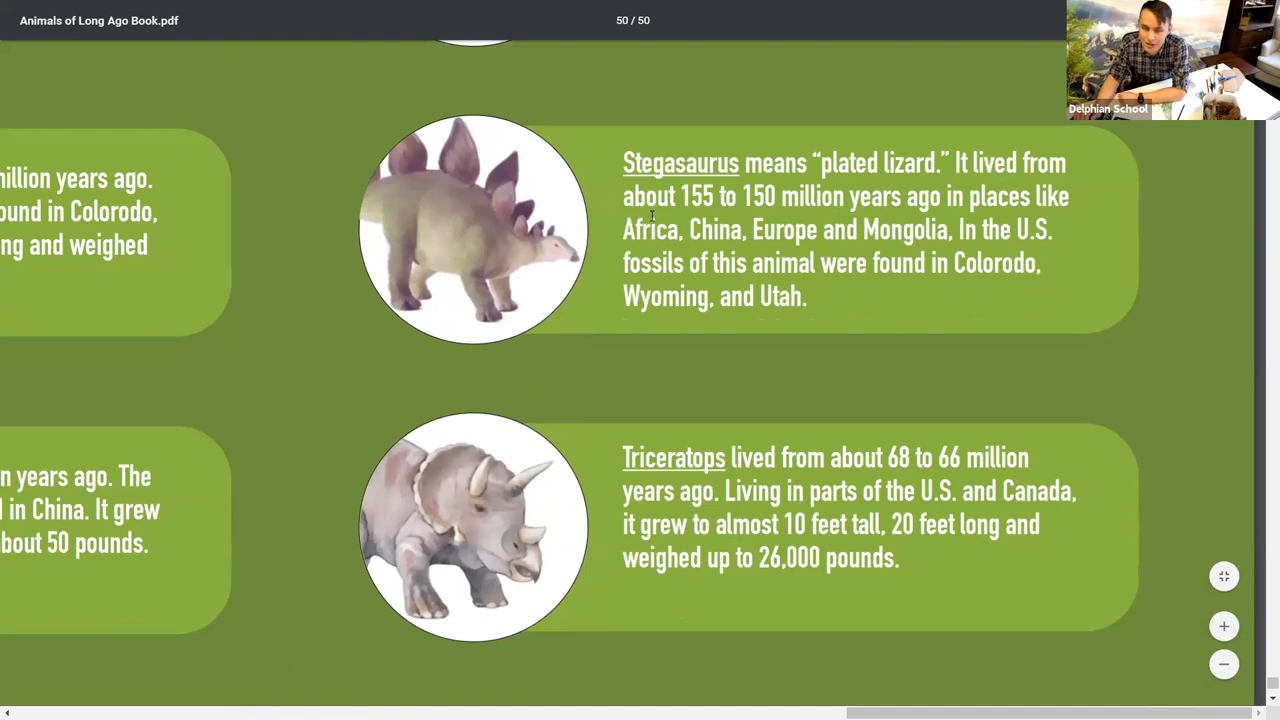 Animals of Long Ago Book.pdf
50 / 50
Delphian School
million years ago.
ound in Colorodo,
ng and weighed
Stegasaurus means “plated lizard.” It lived from
about 155 to 150 million years ago in places like
Africa, China, Europe and Mongolia, In the U.S.
fossils of this animal were found in Colorodo,
Wyoming, and Utah.
n years ago. The
d in China. It grew
bout 50 pounds.
Triceratops lived from about 68 to 66 million
years ago. Living in parts of the U.S. and Canada,
it grew to almost 10 feet tall, 20 feet long and
weighed up to 26,000 pounds.